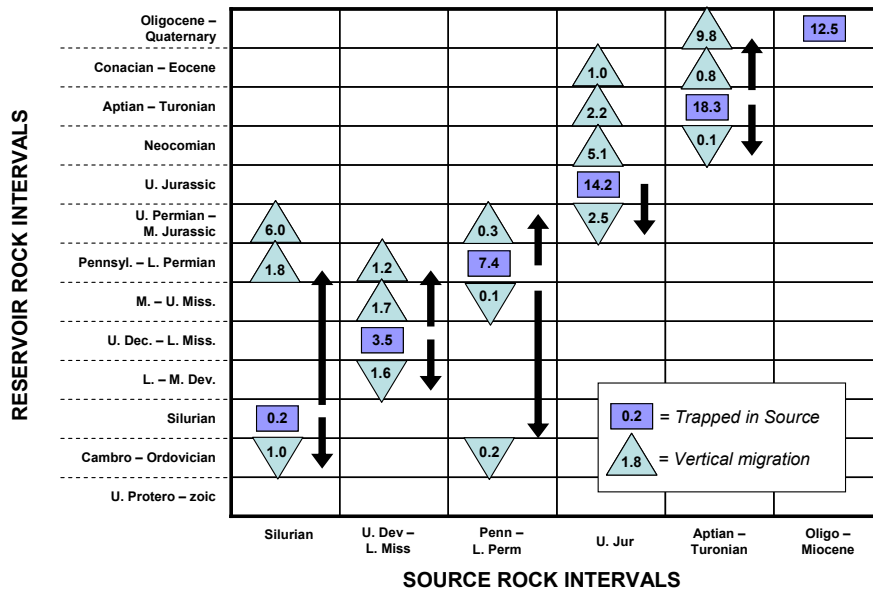 RESERVOIR ROCK INTERVALS
Oligocene –
Quaternary
9.8
12.5
Conacian – Eocene
1.0
0.8
Aptian – Turonian
2.2
18.3
Neocomian
5.1
0.1
U. Jurassic
14.2
U. Permian –
M. Jurassic
6.0
0.3
2.5
Pennsyl. – L. Permian
1.8
1.2
7.4
M. – U. Miss.
1.7
0.1
U. Dec. – L. Miss.
3.5
L. – M. Dev.
1.6
Silurian
0.2
Cambro – Ordovician
1.0
0.2
U. Protero – zoic
0.2 = Trapped in Source
1.8 = Vertical migration
Silurian
U. Dev –
L. Miss
Penn –
L. Perm
U. Jur
Aptian –
Turonian
Oligo –
Miocene
SOURCE ROCK INTERVALS